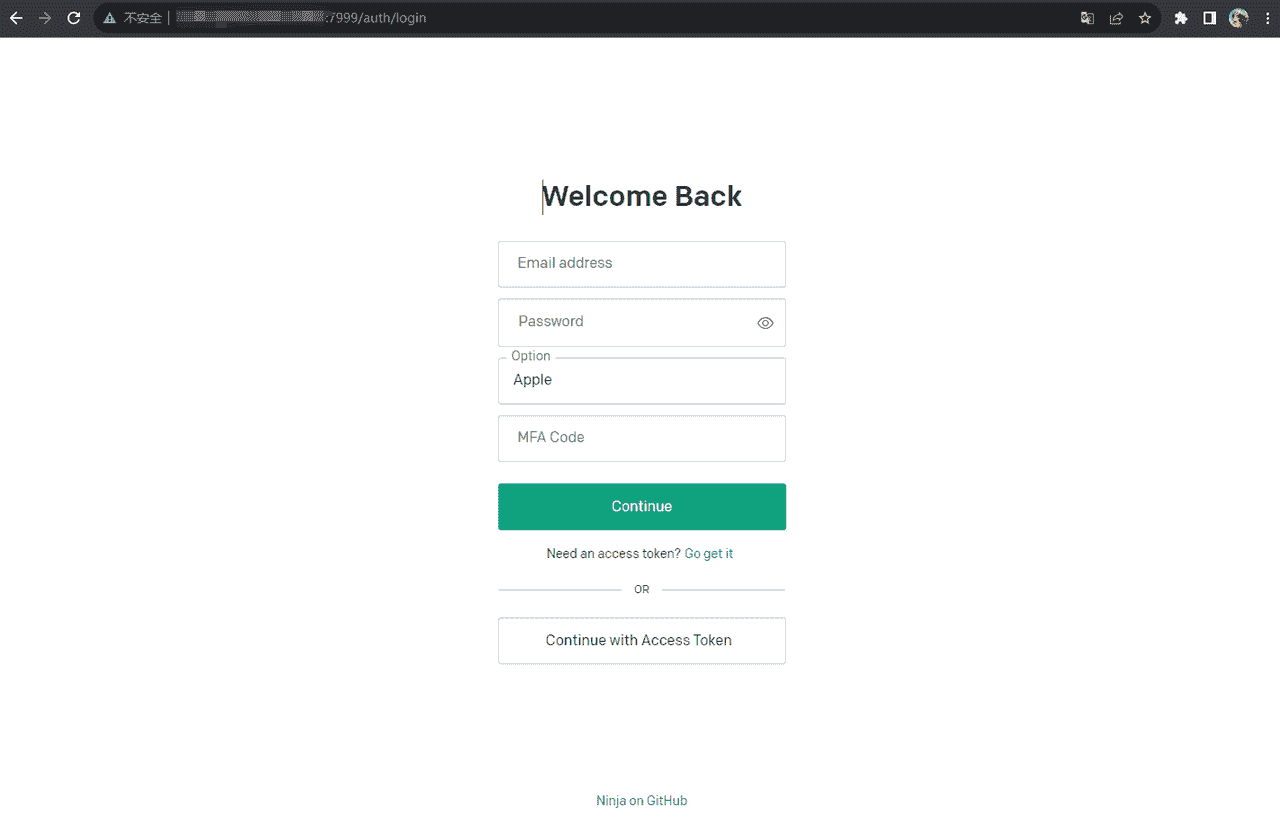 不安全 :7999/auth/login
Welcome Back
Email address
Password
Option
Apple
MFA Code
Continue
Need an access token? Go get it
OR
Continue with Access Token
Ninja on GitHub